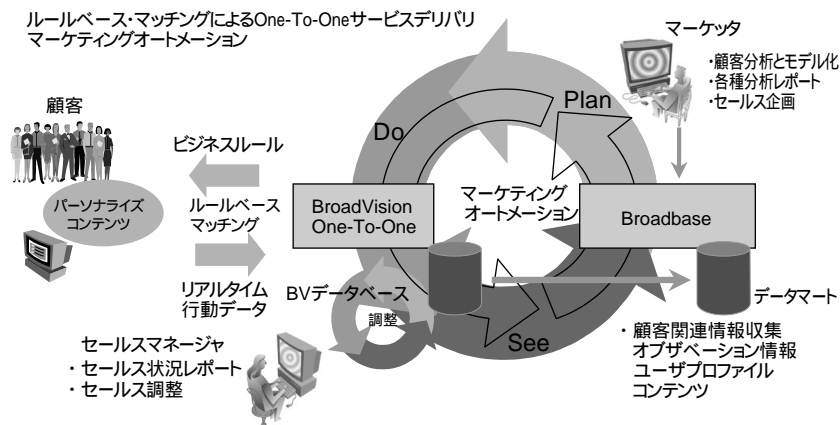 ルールベース・マッチングによるOne-To-Oneサービスデリバリ
マーケティングオートメーション
マーケッタ
・顧客分析とモデル化
・各種分析レポート
・セールス企画
顧客
Plan
Do
ビジネスルール
パーソナライズ
コンテンツ
ルールベース
マッチング
BroadVision
One-To-One
マーケティング
オートメーション
Broadbase
リアルタイム
行動データ
BVデータベース
調整
データマート
See
セールスマネージャ
・セールス状況レポート
・セールス調整
・顧客関連情報収集
オブザベーション情報
ユーザプロファイル
コンテンツ